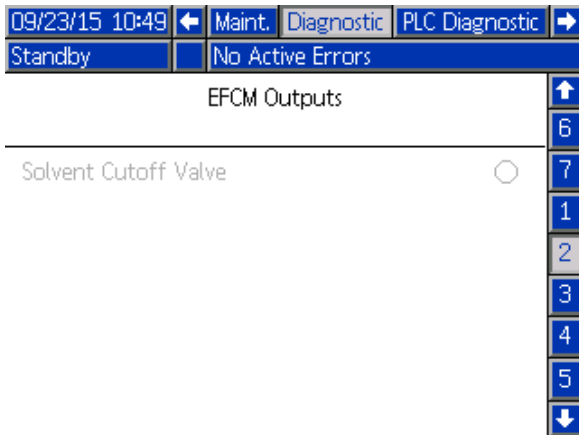 09/23/15 10:49 Maint. Diagnostic PLC Diagnostic
Standby No Active Errors
EFCM Outputs
6
Solvent Cutoff Valve
7
1
2
3
4
5